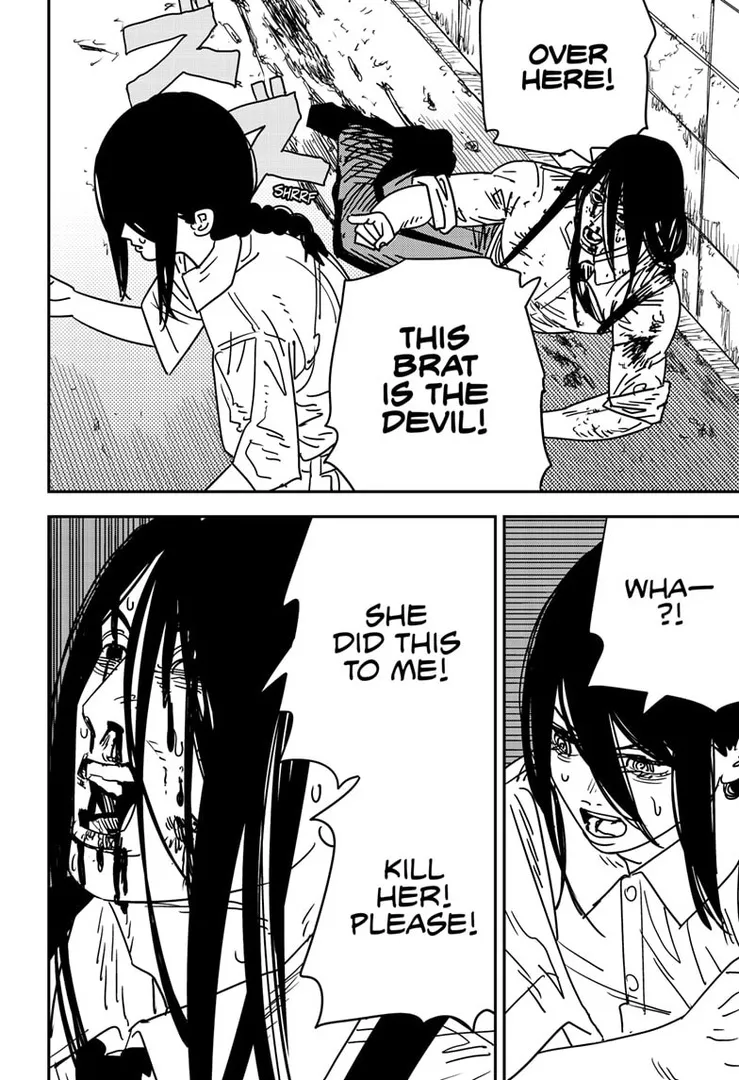 OVER
HERE!
THIS
BRAT
IS THE
DEVIL!
SHRRF
WHA—
?!
SHE
DID THIS
TO ME!
KILL
HER!
PLEASE!